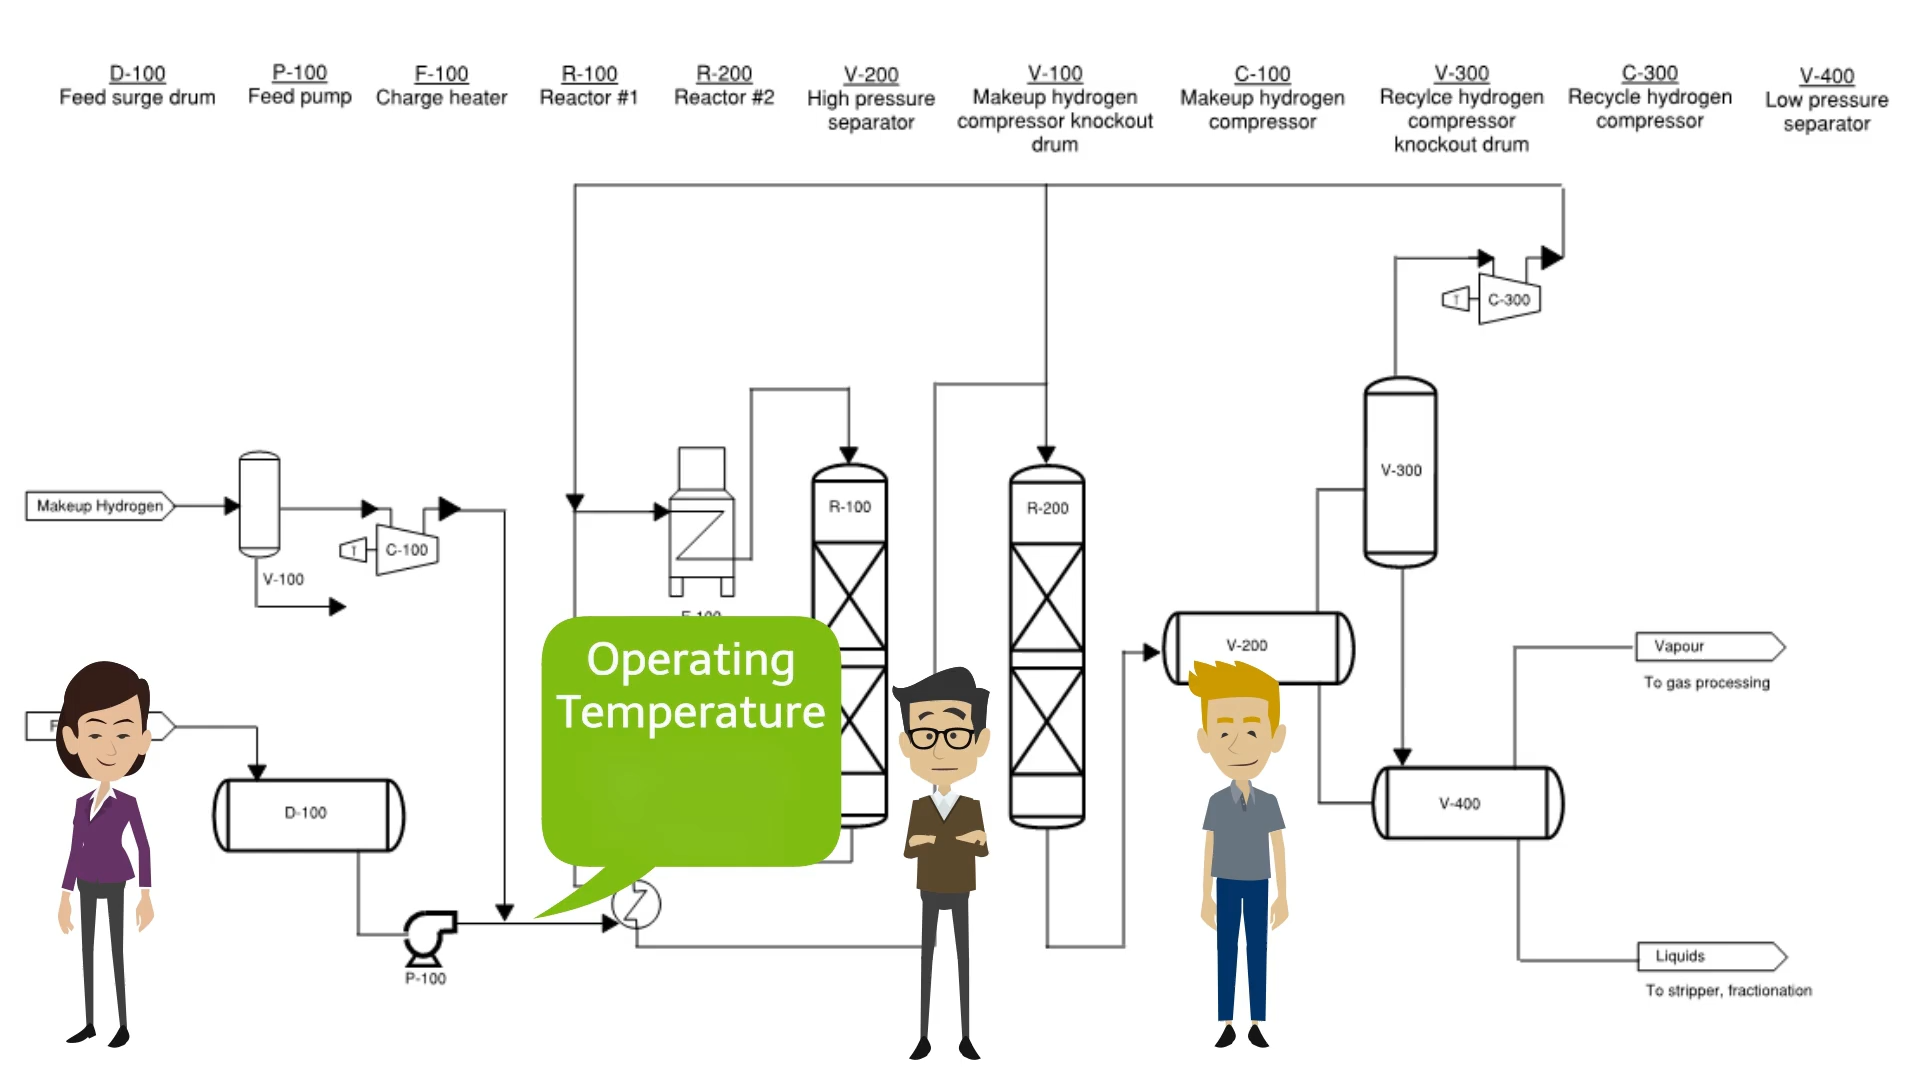 D-100
Feed surge drum
P-100
Feed pump
F-100
Charge heater
R-100
Reactor #1
R-200
Reactor #2
V-200
High pressure
separator
V-100
Makeup hydrogen
compressor knockout
drum
C-100
Makeup hydrogen
compressor
V-300
Recylce hydrogen
compressor
knockout drum
C-300
Recycle hydrogen
compressor
V-400
Low pressure
separator
T
C-300
V-300
Makeup Hydrogen
R-100
R-200
T
C-100
V-100
Operating
Temperature
V-200
Vapour
To gas processing
D-100
V-400
P-100
Liquids
To stripper, fractionation